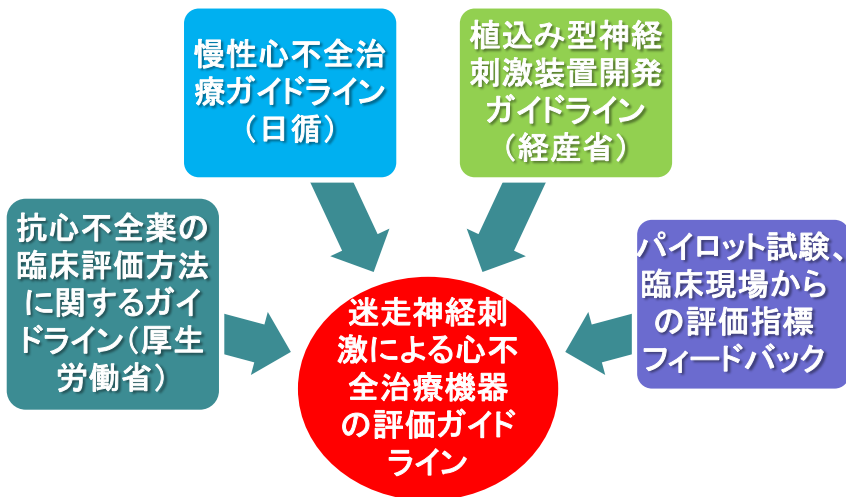 慢性心不全治
療ガイドライン
（日循）
植込み型神経
刺激装置開発
ガイドライン
（経産省）
抗心不全薬の
臨床評価方法
に関するガイ
ドライン（厚生
労働省）
パイロット試験、
臨床現場から
の評価指標
フィードバック
迷走神経刺
激による心不
全治療機器
の評価ガイド
ライン